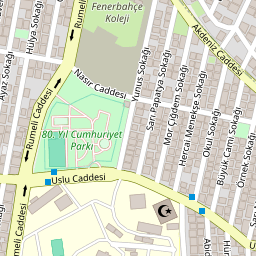 Fenerbahçe
Koleji
Rumeli Caddesi
Akdeniz Caddesi
Hülya Sokağı
Ayaz Sokağı
Nasır Caddesi
Yunus Sokağı
Sarı Papatya Sokağı
Mor Çiğdem Sokağı
Hercai Menekşe Sokağı
Okul Sokağı
Büyük Cami Sokağı
Örnek Sokağı
Rumeli Caddesi
80. Yıl Cumhuriyet
Parkı
Uslu Caddesi
Rumeli